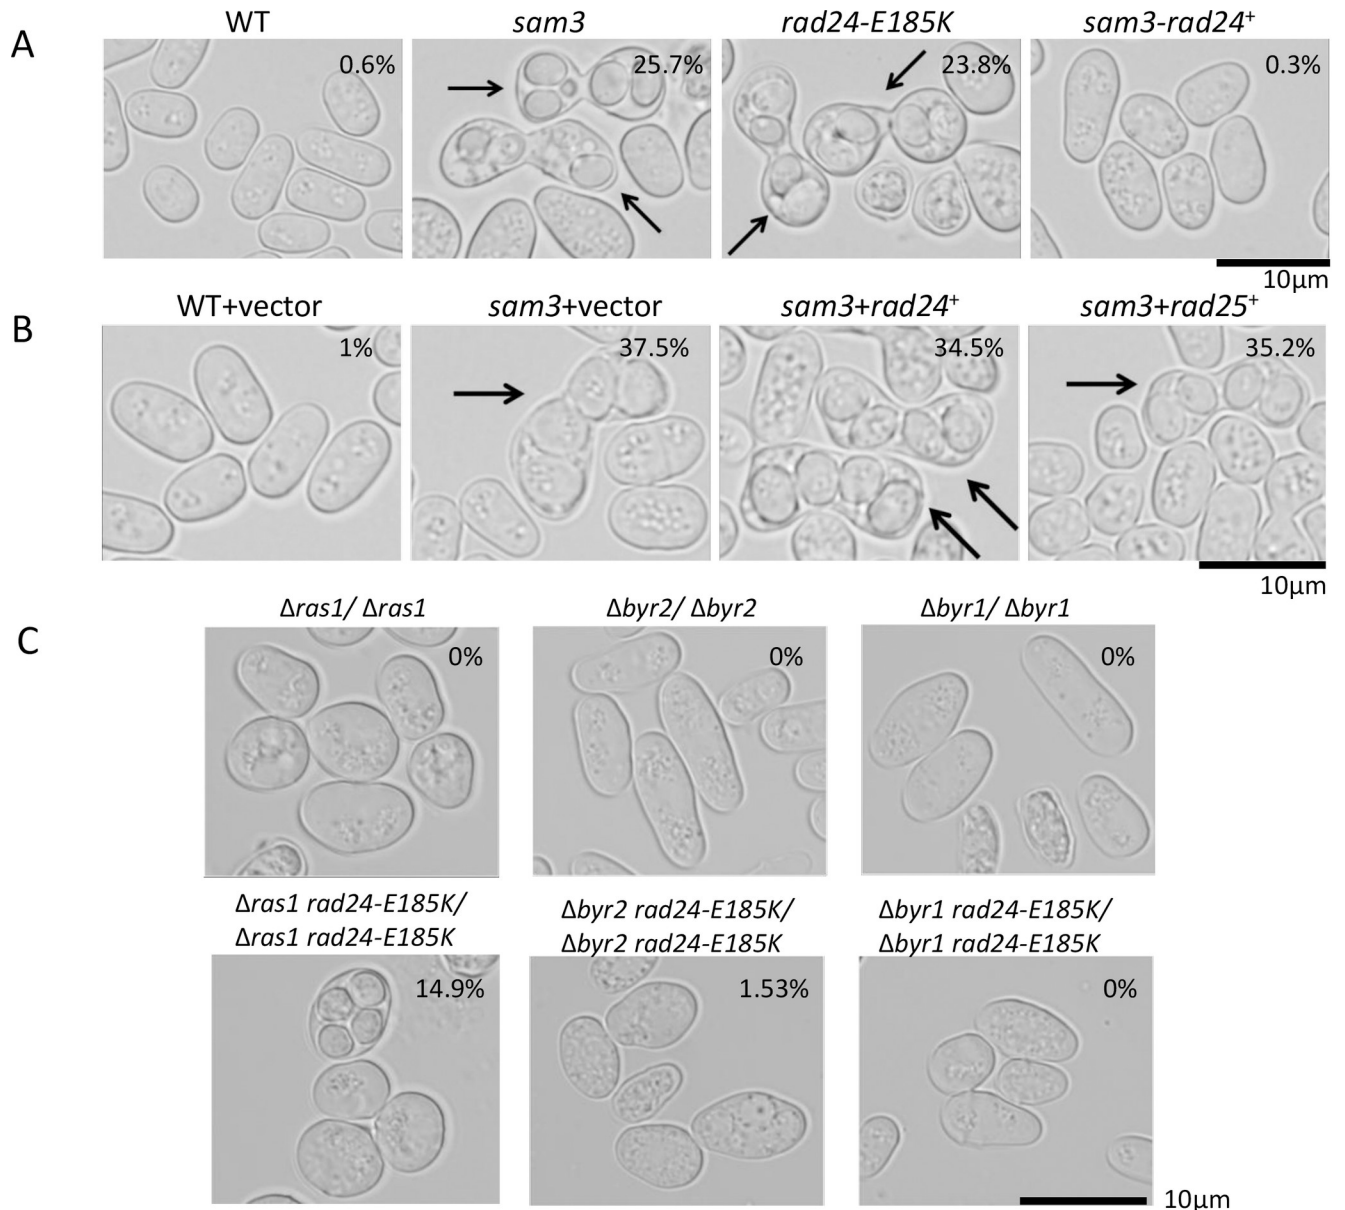 A
WT
sam3
rad24-E185K
sam3-rad24⁺
0.6%
25.7%
23.8%
0.3%
10μm
B
WT+vector
sam3+vector
sam3+rad24⁺
sam3+rad25⁺
1%
37.5%
34.5%
35.2%
10μm
C
Δras1/ Δras1
Δbyr2/ Δbyr2
Δbyr1/ Δbyr1
0%
0%
0%
Δras1 rad24-E185K/
Δras1 rad24-E185K
Δbyr2 rad24-E185K/
Δbyr2 rad24-E185K
Δbyr1 rad24-E185K/
Δbyr1 rad24-E185K
14.9%
1.53%
0%
10μm